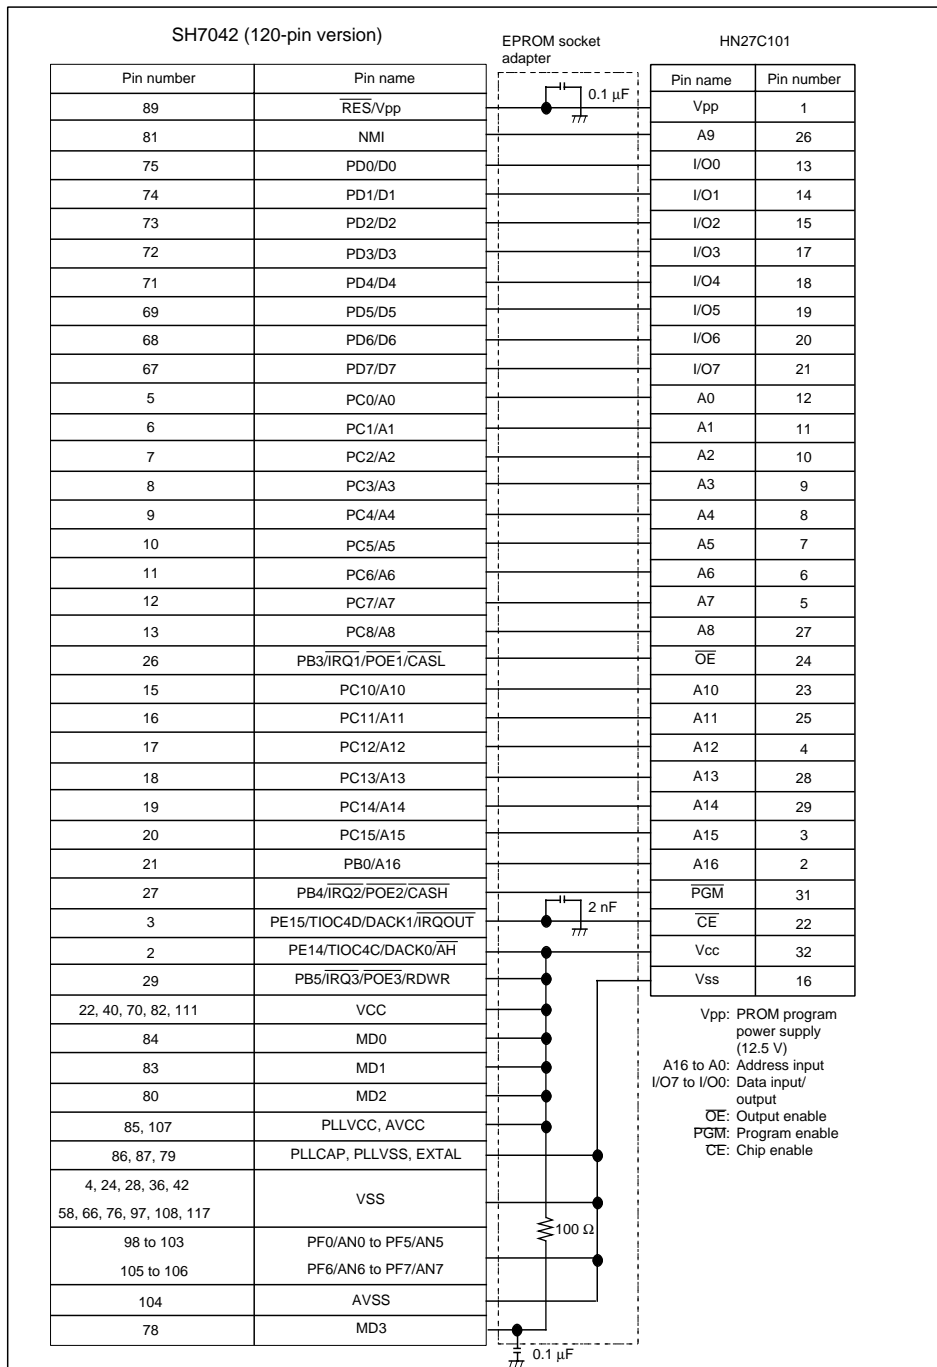 SH7042 (120-pin version)
EPROM socket
adapter
HN27C101
Pin number Pin name Pin name Pin number
89 RES/Vpp 0.1 μF Vpp 1
81 NMI A9 26
75 PD0/D0 I/O0 13
74 PD1/D1 I/O1 14
73 PD2/D2 I/O2 15
72 PD3/D3 I/O3 17
71 PD4/D4 I/O4 18
69 PD5/D5 I/O5 19
68 PD6/D6 I/O6 20
67 PD7/D7 I/O7 21
5 PC0/A0 A0 12
6 PC1/A1 A1 11
7 PC2/A2 A2 10
8 PC3/A3 A3 9
9 PC4/A4 A4 8
10 PC5/A5 A5 7
11 PC6/A6 A6 6
12 PC7/A7 A7 5
13 PC8/A8 A8 27
26 PB3/IRQ1/POE1/CASL OE 24
15 PC10/A10 A10 23
16 PC11/A11 A11 25
17 PC12/A12 A12 4
18 PC13/A13 A13 28
19 PC14/A14 A14 29
20 PC15/A15 A15 3
21 PB0/A16 A16 2
27 PB4/IRQ2/POE2/CASH PGM 31
3 PE15/TIOC4D/DACK1/IRQOUT 2 nF CE 22
2 PE14/TIOC4C/DACK0/AH Vcc 32
29 PB5/IRQ3/POE3/RDWR Vss 16
22, 40, 70, 82, 111 VCC
84 MD0
83 MD1
80 MD2
85, 107 PLLVCC, AVCC
86, 87, 79 PLLCAP, PLLVSS, EXTAL
4, 24, 28, 36, 42
58, 66, 76, 97, 108, 117
VSS
100 Ω
98 to 103 PF0/AN0 to PF5/AN5
105 to 106 PF6/AN6 to PF7/AN7
104 AVSS
78 MD3
0.1 μF
Vpp: PROM program
power supply
(12.5 V)
A16 to A0: Address input
I/O7 to I/O0: Data input/
output
OE: Output enable
PGM: Program enable
CE: Chip enable